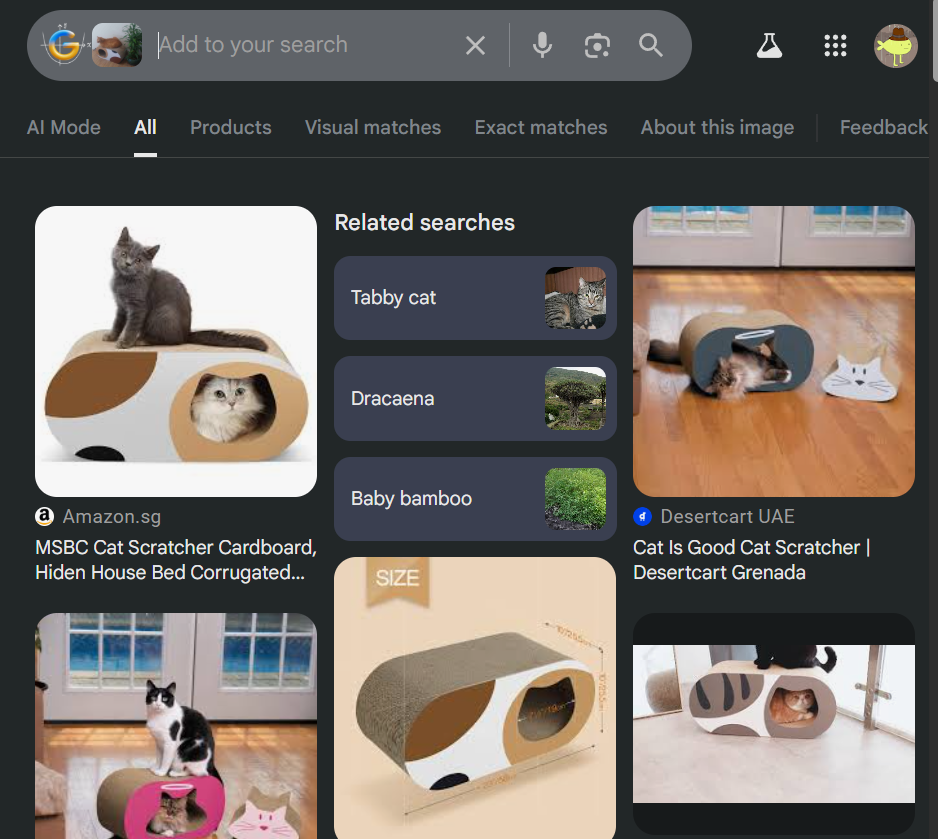 Add to your search
AI Mode
All
Products
Visual matches
Exact matches
About this image
Feedback
Related searches
Tabby cat
Dracaena
Baby bamboo
Amazon.sg
MSBC Cat Scratcher Cardboard,
Hiden House Bed Corrugated...
SIZE
Desertcart UAE
Cat Is Good Cat Scratcher |
Desertcart Grenada